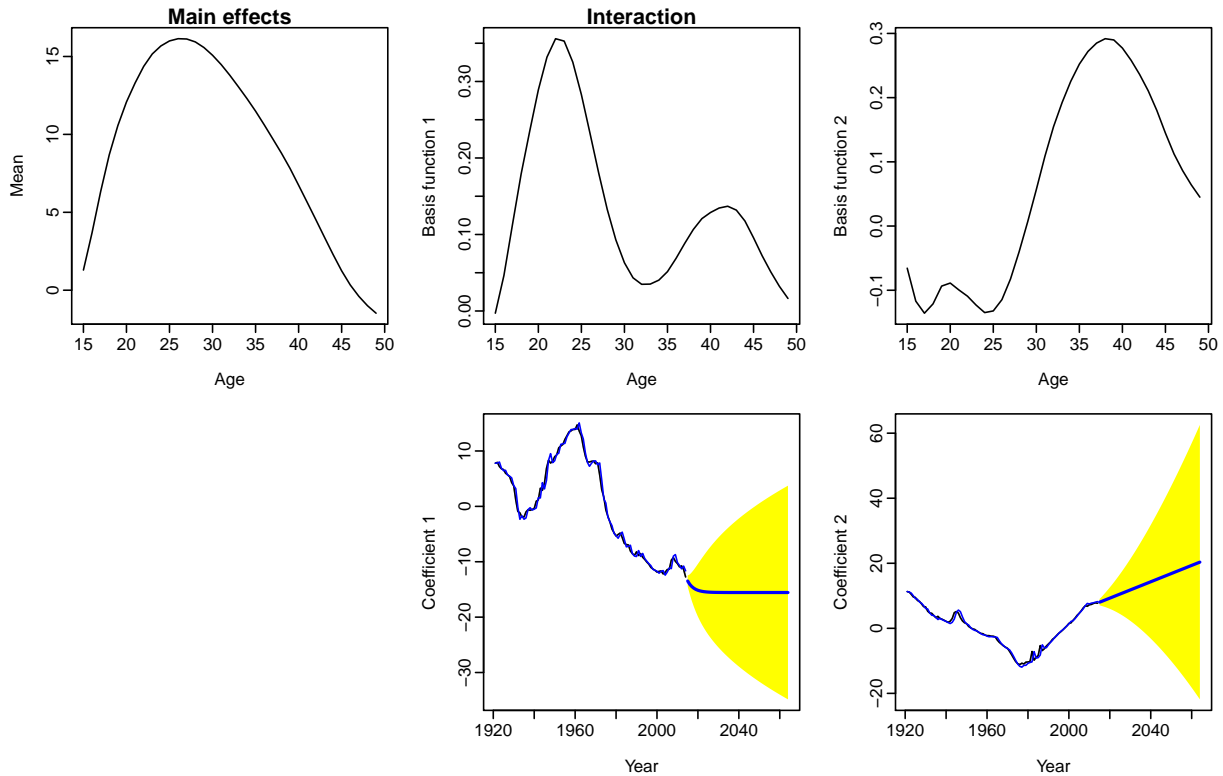 Main effects
Mean
15
10
5
0
15 20 25 30 35 40 45 50
Age
Interaction
Basis function 1
0.30
0.20
0.10
0.00
15 20 25 30 35 40 45 50
Age
Basis function 2
0.3
0.2
0.1
0.0
−0.1
15 20 25 30 35 40 45 50
Age
Coefficient 1
10
0
−10
−20
−30
1920 1960 2000 2040
Year
Coefficient 2
60
40
20
0
−20
1920 1960 2000 2040
Year